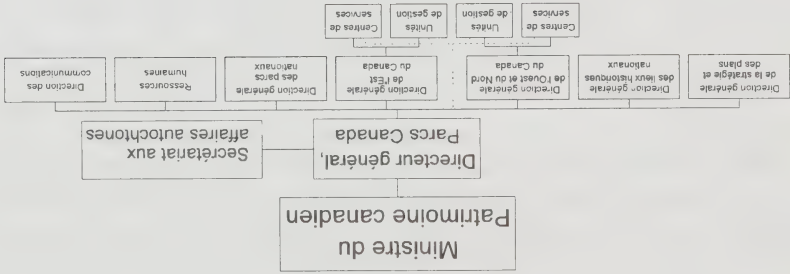 Ministre du
Patrimoine canadien
Directeur général,
Parcs Canada
Secrétariat aux
affaires autochtones
Direction générale
de la stratégie et
des plans
Direction générale
des lieux historiques
nationaux
Direction générale
de l'Ouest et du Nord
du Canada
Direction générale
de l'Est
du Canada
Direction générale
des parcs
nationaux
Ressources
humaines
Direction des
communications
Centres de
services
Unités
de gestion
Unités
de gestion
Centres de
services